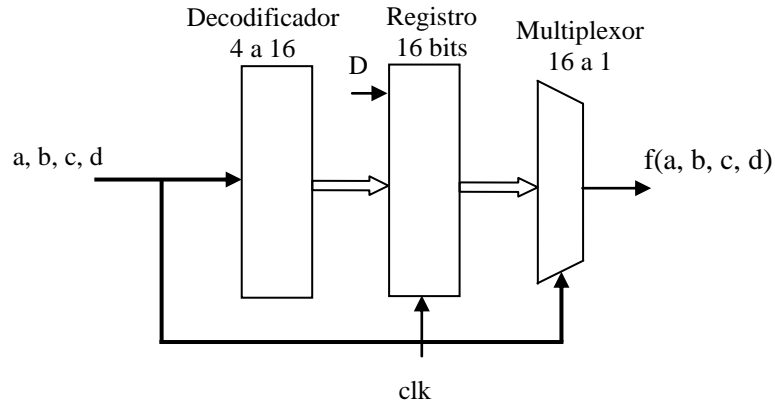 Decodificador
4 a 16
Registro
16 bits
Multiplexor
16 a 1
D
a, b, c, d
f(a, b, c, d)
clk